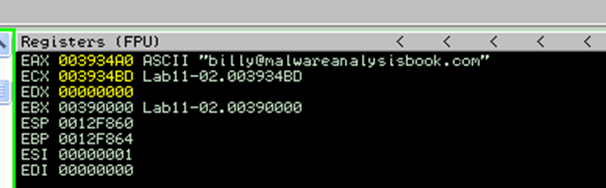 Registers (FPU) < < < < <
EAX 003934A0 ASCII "billy@malwareanalysisbook.com"
ECX 003934BD Lab11-02.003934BD
EDX 00000000
EBX 00390000 Lab11-02.00390000
ESP 0012F860
EBP 0012F864
ESI 00000001
EDI 00000000